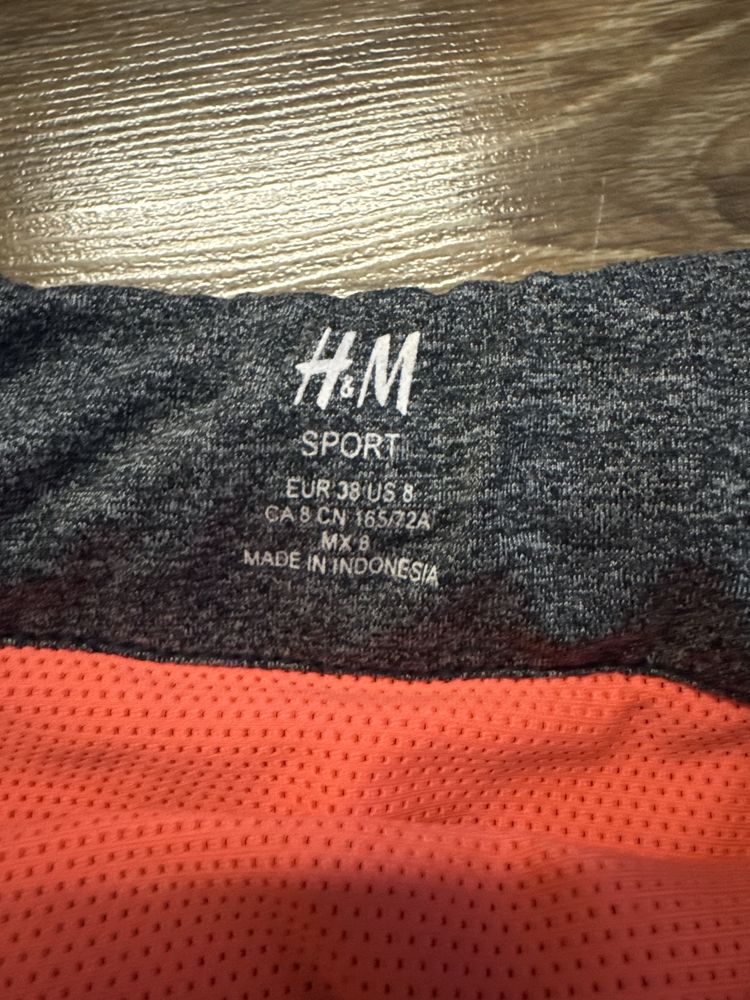 H&M
SPORT
EUR 38 US 8
CA 8 CN 165/72A
MX 8
MADE IN INDONESIA